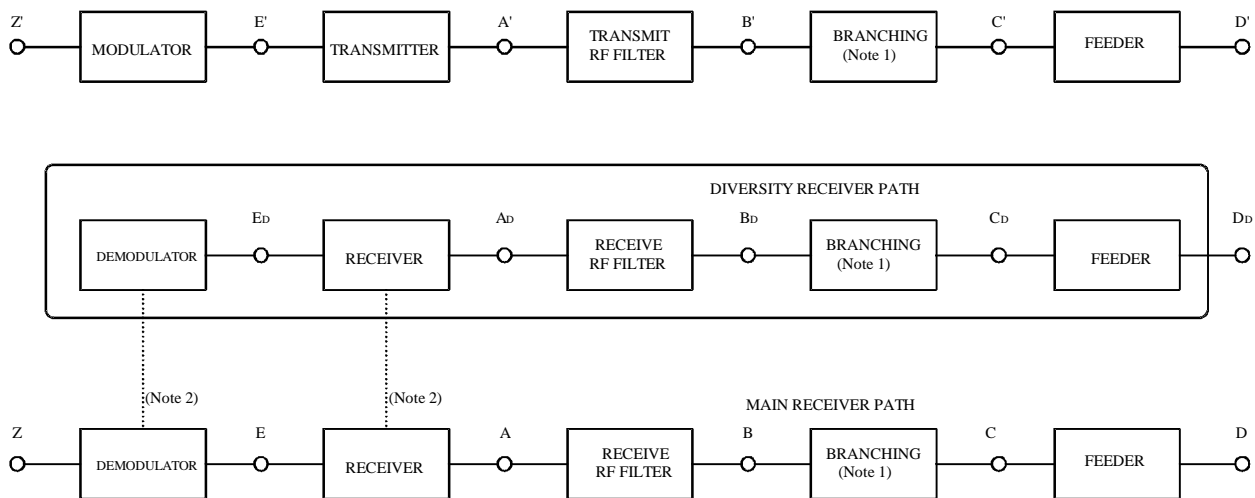 Z' E' A' B' C' D'
MODULATOR
TRANSMITTER
TRANSMIT
RF FILTER
BRANCHING
(Note 1)
FEEDER
DIVERSITY RECEIVER PATH
ED AD BD CD DD
DEMODULATOR
RECEIVER
RECEIVE
RF FILTER
BRANCHING
(Note 1)
FEEDER
(Note 2) (Note 2)
MAIN RECEIVER PATH
Z E A B C D
DEMODULATOR
RECEIVER
RECEIVE
RF FILTER
BRANCHING
(Note 1)
FEEDER